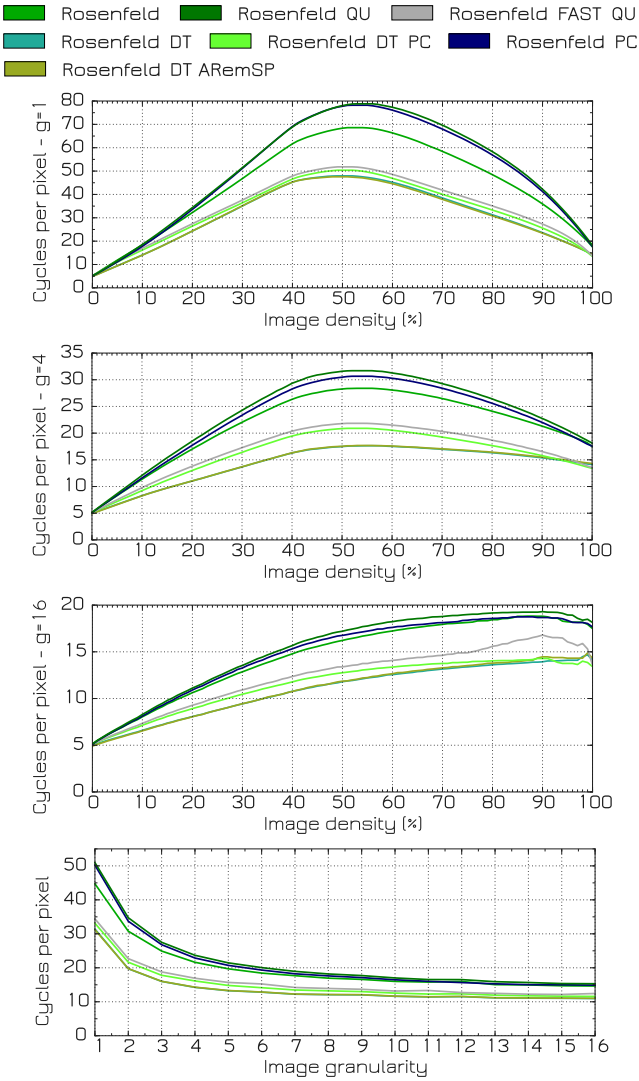 Rosenfeld Rosenfeld QU Rosenfeld FAST QU
Rosenfeld DT Rosenfeld DT PC Rosenfeld PC
Rosenfeld DT ARemSP
Cycles per pixel - g=1
80
70
60
50
40
30
20
10
0
0 10 20 30 40 50 60 70 80 90 100
Image density (%)
Cycles per pixel - g=4
35
30
25
20
15
10
5
0
0 10 20 30 40 50 60 70 80 90 100
Image density (%)
Cycles per pixel - g=16
20
15
10
5
0
0 10 20 30 40 50 60 70 80 90 100
Image density (%)
Cycles per pixel
50
40
30
20
10
0
1 2 3 4 5 6 7 8 9 10 11 12 13 14 15 16
Image granularity